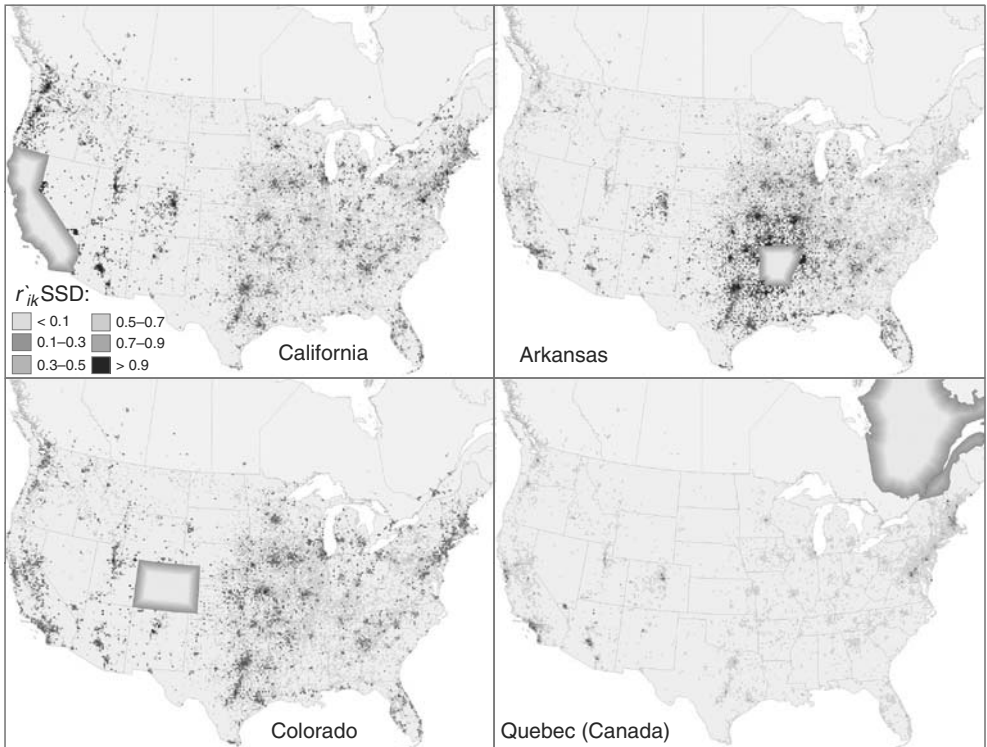 r`ikSSD:
< 0.1 0.5–0.7
0.1–0.3 0.7–0.9
0.3–0.5 > 0.9
California
Arkansas
Colorado
Quebec (Canada)